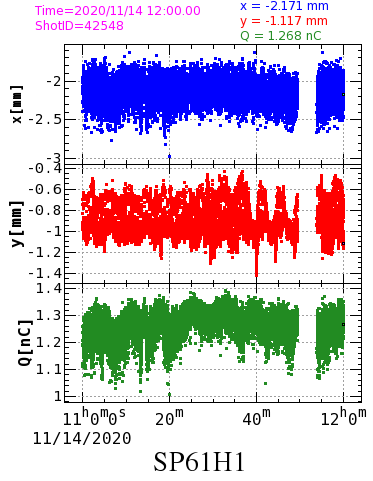 Time=2020/11/14 12:00.00
ShotID=42548
x = -2.171 mm
y = -1.117 mm
Q = 1.268 nC
x[mm]
-2
-2.5
-3
y[mm]
-0.4
-0.6
-0.8
-1
-1.2
-1.4
Q[nC]
1.4
1.3
1.2
1.1
1
11h0m0s 20m 40m 12h0m
11/14/2020
SP61H1